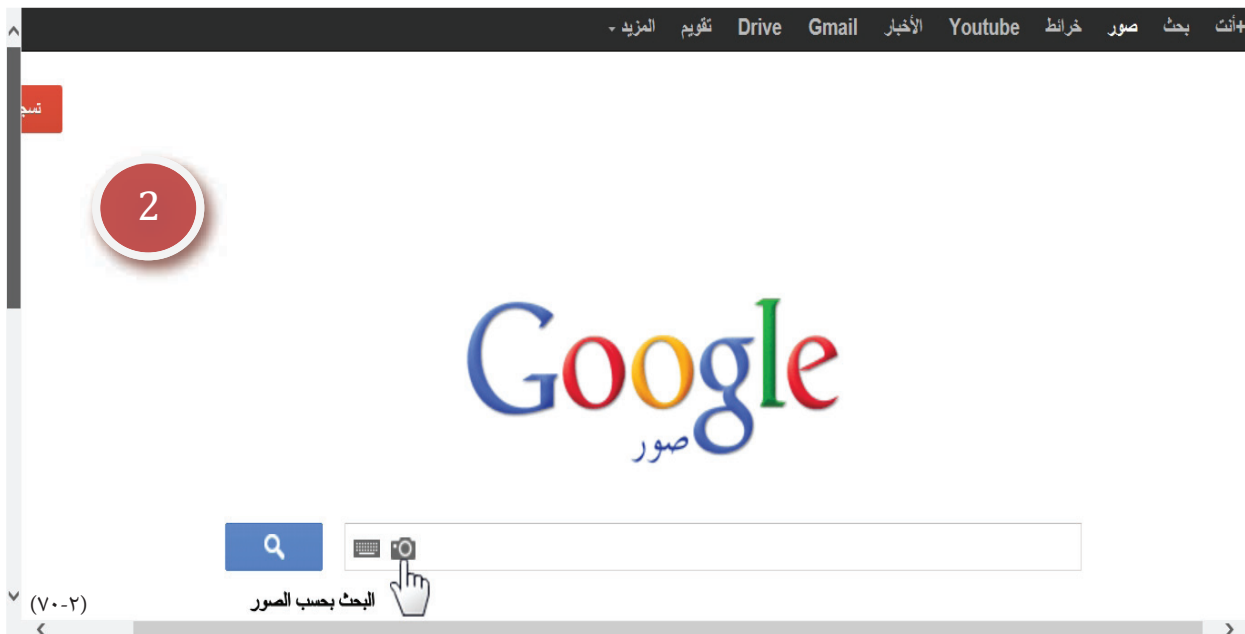 +أنت بحث صور خرائط Youtube الأخبار Gmail Drive تقويم المزيد
تسج
2
Google
صور
البحث بحسب الصور
(٢-٧٠)